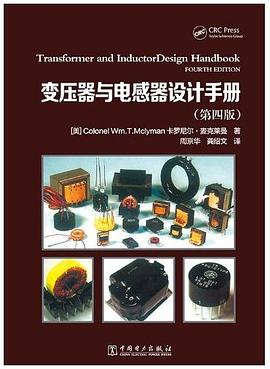 CRC Press
Taylor & Francis Group
Transformer and InductorDesign Handbook
FOURTH EDITION
变压器与电感器设计手册
(第四版)
[美] Colonel Wm.T.Mclyman 卡罗尼尔·麦克莱曼 著
周京华 龚绍文 译
中国电力出版社
CHINA ELECTRIC POWER PRESS